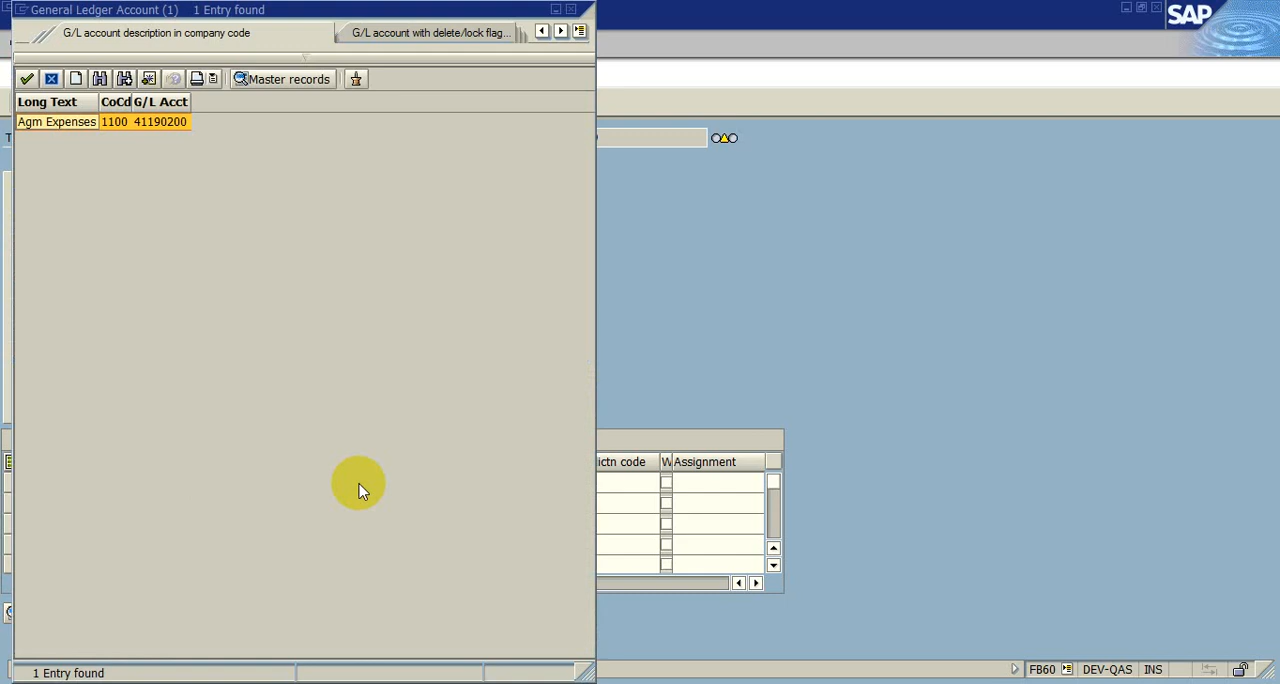 General Ledger Account (1)    1 Entry found
SAP
G/L account description in company code
G/L account with delete/lock flag...
Master records
Long Text CoCd G/L Acct
Agm Expenses 1100 41190200
ictn code W Assignment
1 Entry found
FB60 DEV-QAS INS